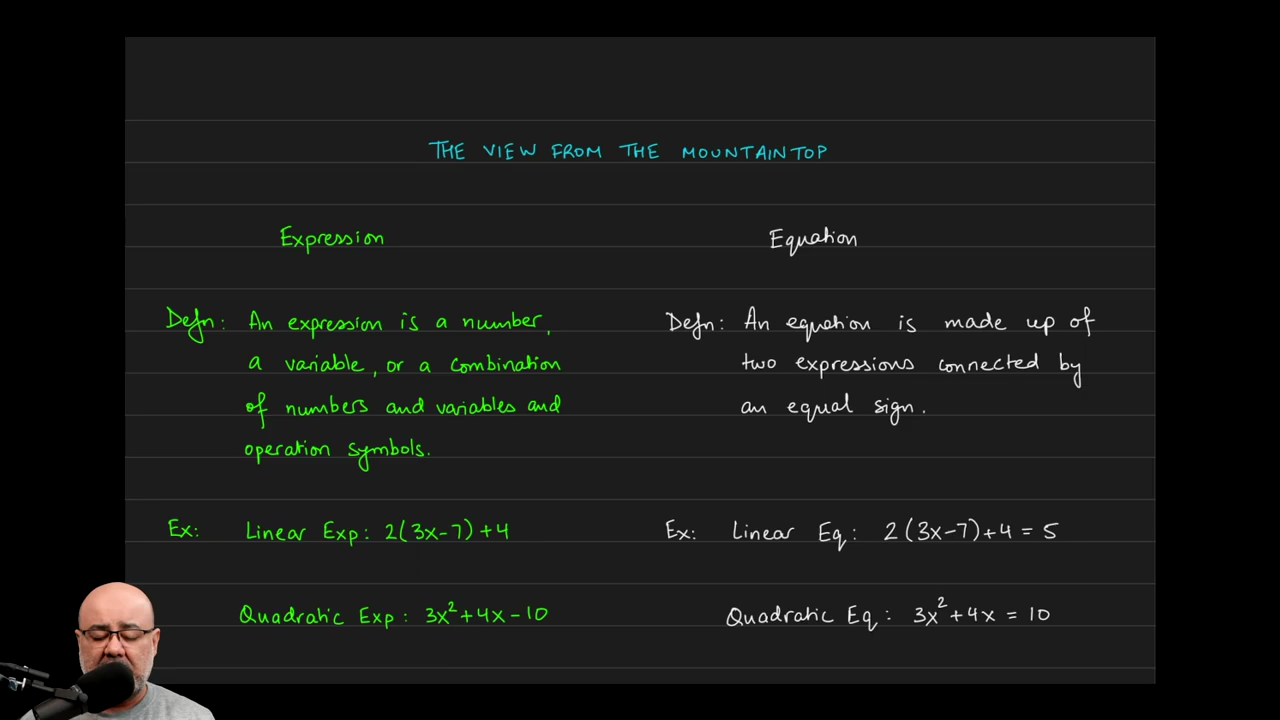 THE VIEW FROM THE MOUNTAINTOP
Expression
Defn: An expression is a number,
a variable, or a combination
of numbers and variables and
operation symbols.
Ex: Linear Exp: 2(3x-7)+4
Quadratic Exp: 3x²+4x-10
Equation
Defn: An equation is made up of
two expressions connected by
an equal sign.
Ex: Linear Eq: 2(3x-7)+4=5
Quadratic Eq: 3x²+4x=10